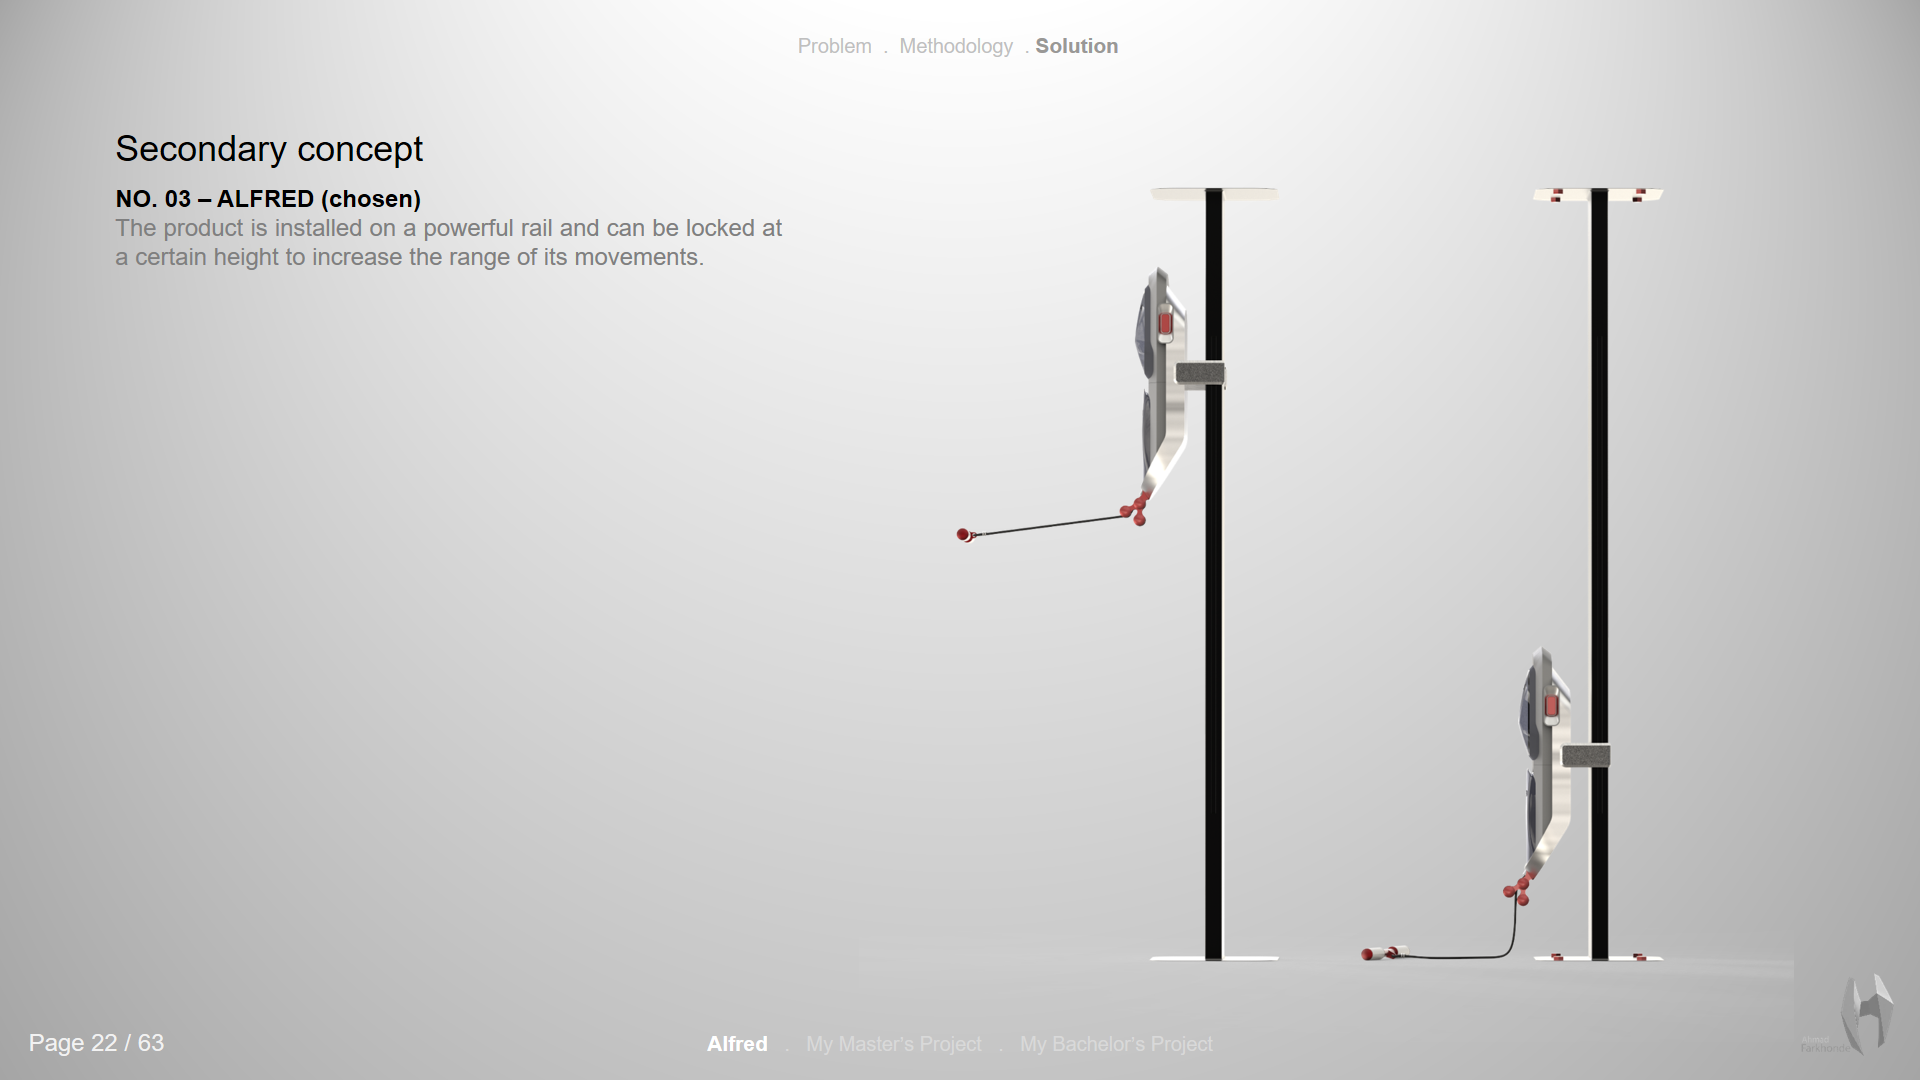 Problem . Methodology . Solution
Secondary concept
NO. 03 – ALFRED (chosen)
The product is installed on a powerful rail and can be locked at
a certain height to increase the range of its movements.
Page 22 / 63
Alfred . My Master's Project . My Bachelor's Project